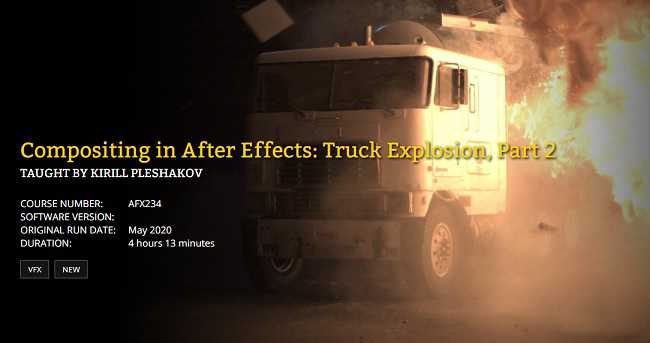 Compositing in After Effects: Truck Explosion, Part 2
TAUGHT BY KIRILL PLESHAKOV
COURSE NUMBER: AFX234
SOFTWARE VERSION:
ORIGINAL RUN DATE: May 2020
DURATION: 4 hours 13 minutes
VFX NEW